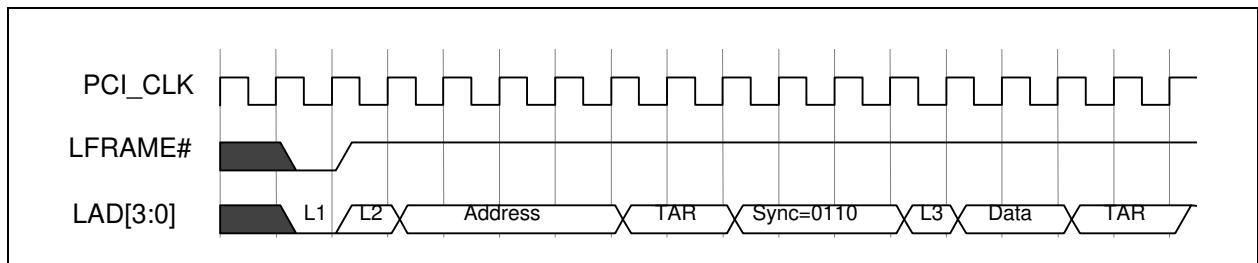 PCI_CLK
LFRAME#
LAD[3:0] L1 L2 Address TAR Sync=0110 L3 Data TAR